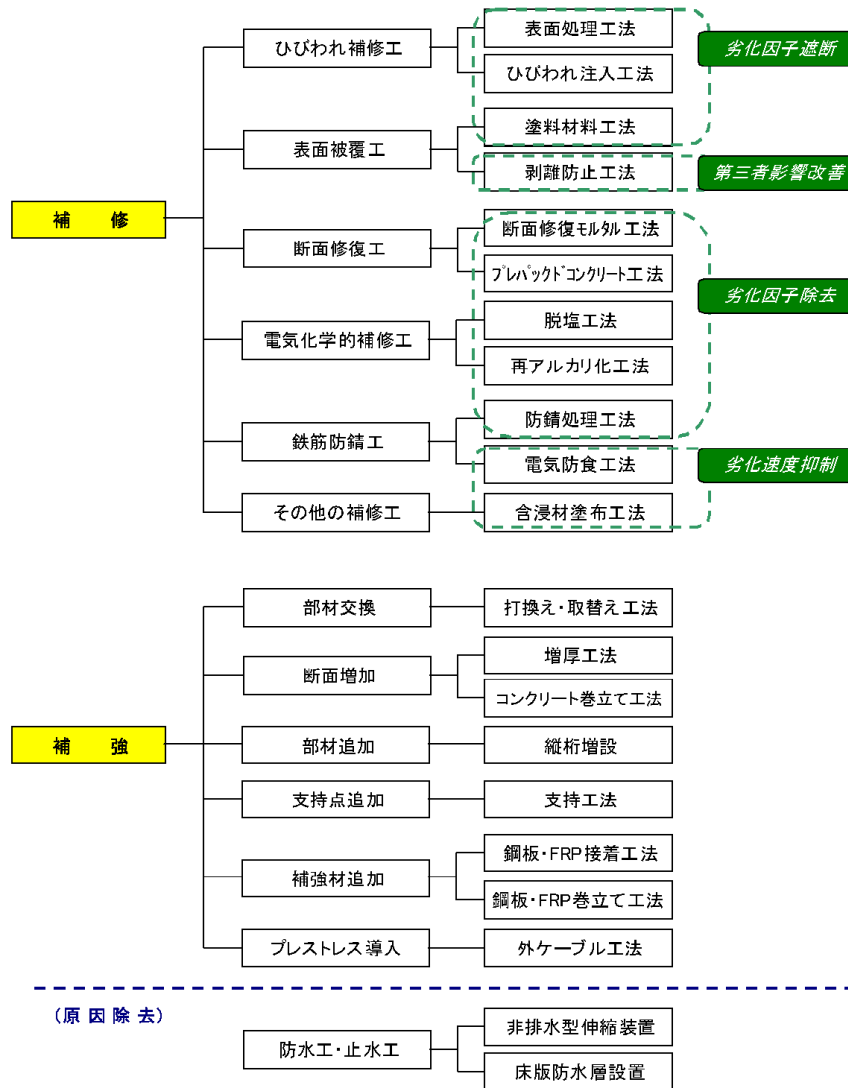 ひびわれ補修工
表面処理工法
ひびわれ注入工法
劣化因子遮断
表面被覆工
塗料材料工法
剥離防止工法
第三者影響改善
補　修
断面修復工
断面修復モルタル工法
プレパックドコンクリート工法
劣化因子除去
電気化学的補修工
脱塩工法
再アルカリ化工法
鉄筋防錆工
防錆処理工法
電気防食工法
劣化速度抑制
その他の補修工
含浸材塗布工法
部材交換
打換え・取替え工法
断面増加
増厚工法
コンクリート巻立て工法
補　強
部材追加
縦桁増設
支持点追加
支持工法
補強材追加
鋼板・FRP接着工法
鋼板・FRP巻立て工法
プレストレス導入
外ケーブル工法
(原因除去)
防水工・止水工
非排水型伸縮装置
床版防水層設置